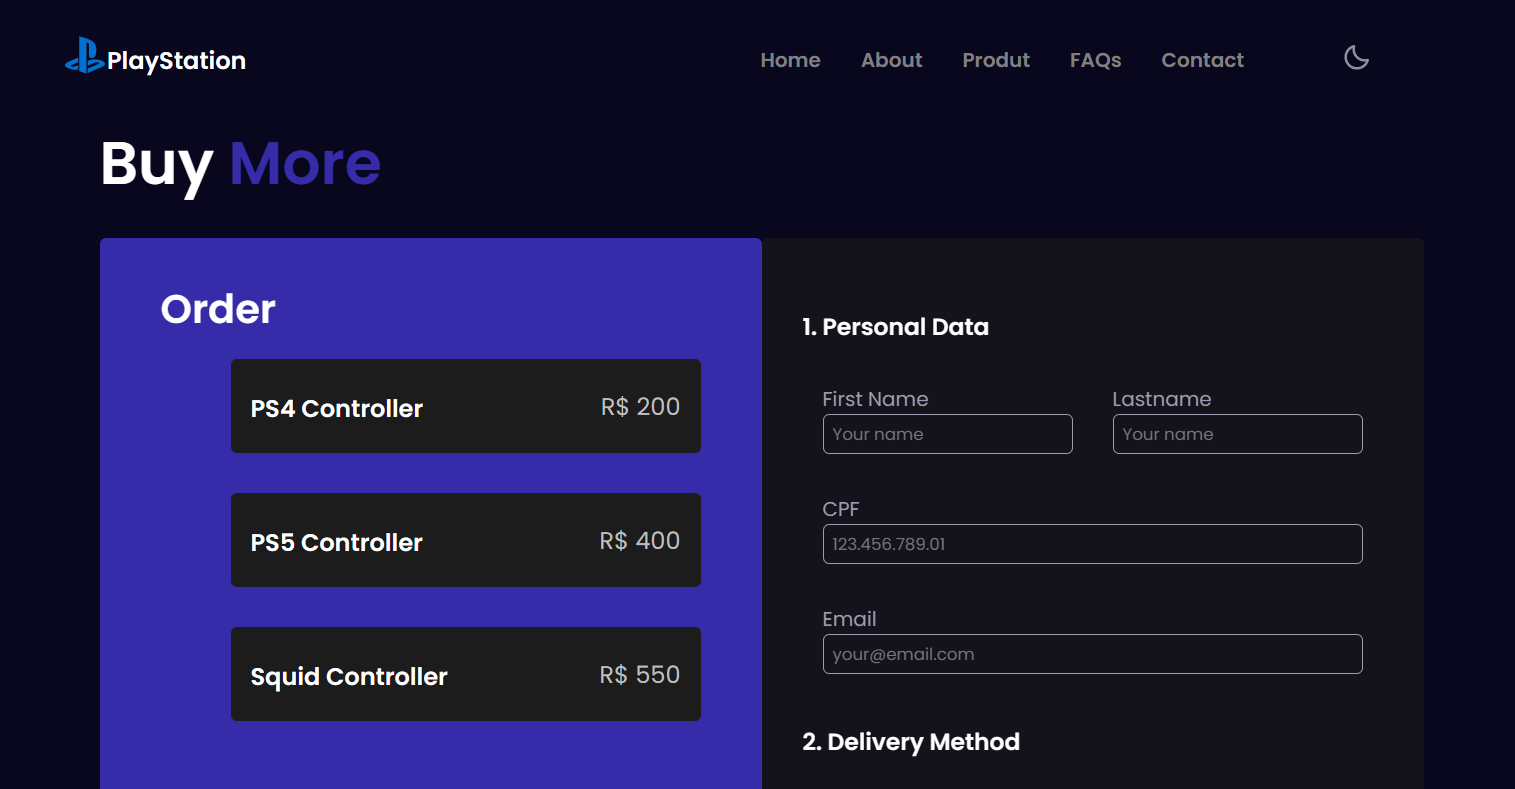 PlayStation
Home About Produt FAQs Contact
Buy More
Order
PS4 Controller R$ 200
PS5 Controller R$ 400
Squid Controller R$ 550
1. Personal Data
First Name Lastname
Your name Your name
CPF
123.456.789.01
Email
your@email.com
2. Delivery Method